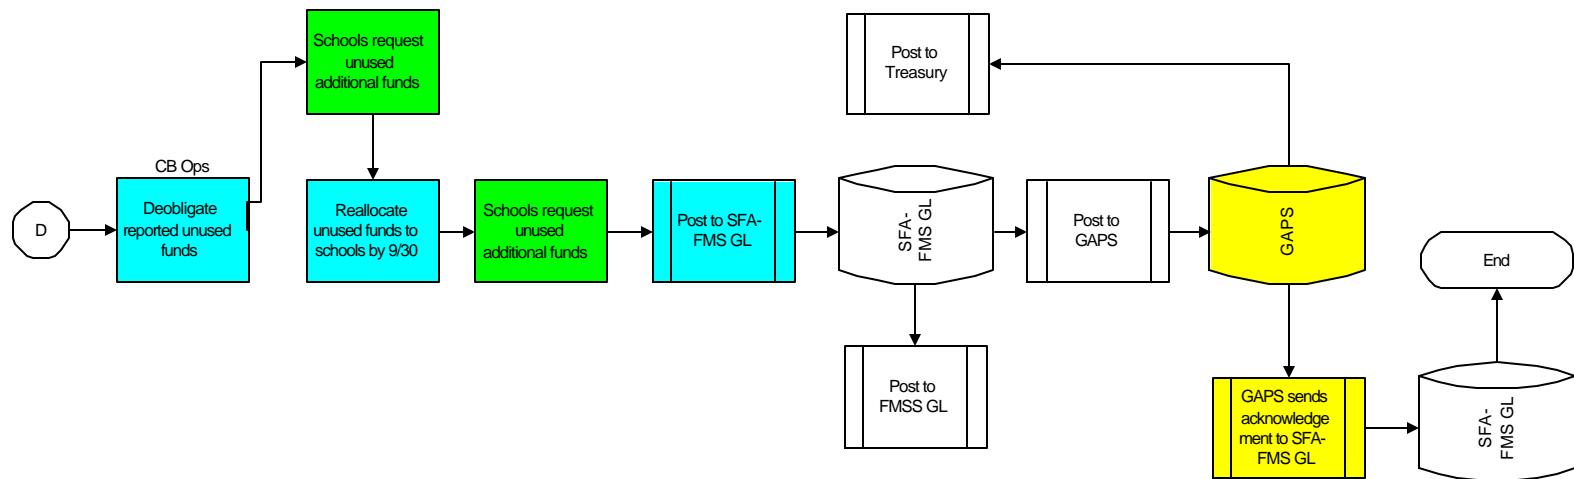 Schools request
unused
additional funds
Post to
Treasury
CB Ops
D
Deobligate
reported unused
funds
Reallocate
unused funds to
schools by 9/30
Schools request
unused
additional funds
Post to SFA-
FMS GL
SFA-
FMS GL
Post to
GAPS
GAPS
End
Post to
FMSS GL
GAPS sends
acknowledge
ment to SFA-
FMS GL
SFA-
FMS GL